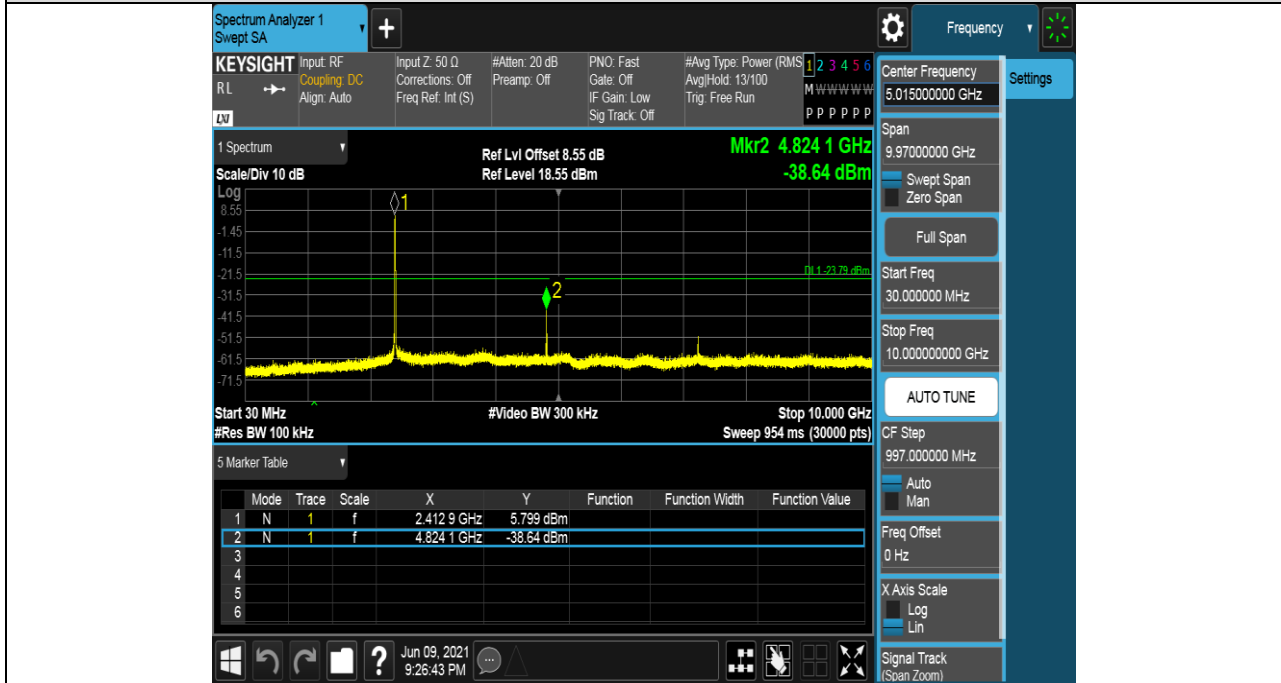 Spectrum Analyzer 1
Swept SA
+
Frequency
KEYSIGHT
RL
LXI
Input: RF
Coupling: DC
Align: Auto
Input Z: 50 Ω
Corrections: Off
Freq Ref: Int (S)
#Atten: 20 dB
Preamp: Off
PNO: Fast
Gate: Off
IF Gain: Low
Sig Track: Off
#Avg Type: Power (RMS
Avg|Hold: 13/100
Trig: Free Run
1 2 3 4 5 6
M W W W W W
P P P P P P
1 Spectrum
Scale/Div 10 dB
Ref Lvl Offset 8.55 dB
Ref Level 18.55 dBm
Mkr2 4.824 1 GHz
-38.64 dBm
Log
8.55
-1.45
-11.5
-21.5
-31.5
-41.5
-51.5
-61.5
-71.5
1
2
DL1 -23.79 dBm
Start 30 MHz
#Res BW 100 kHz
#Video BW 300 kHz
Stop 10.000 GHz
Sweep 954 ms (30000 pts)
5 Marker Table
Mode Trace Scale X Y Function Function Width Function Value
1 N 1 f 2.412 9 GHz 5.799 dBm
2 N 1 f 4.824 1 GHz -38.64 dBm
3
4
5
6
?
Jun 09, 2021
9:26:43 PM
Center Frequency
5.015000000 GHz
Settings
Span
9.97000000 GHz
Swept Span
Zero Span
Full Span
Start Freq
30.000000 MHz
Stop Freq
10.000000000 GHz
AUTO TUNE
CF Step
997.000000 MHz
Auto
Man
Freq Offset
0 Hz
X Axis Scale
Log
Lin
Signal Track
(Span Zoom)